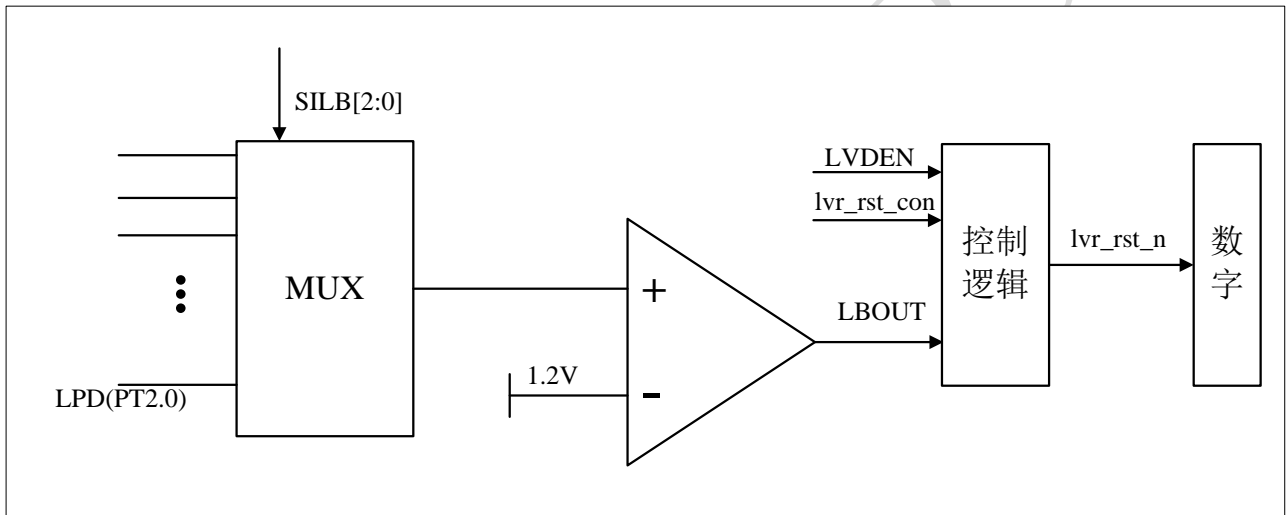 SILB[2:0]
MUX
LPD(PT2.0)
+
-
1.2V
LBOUT
LVDEN
lvr_rst_con
控制
逻辑
lvr_rst_n
数
字